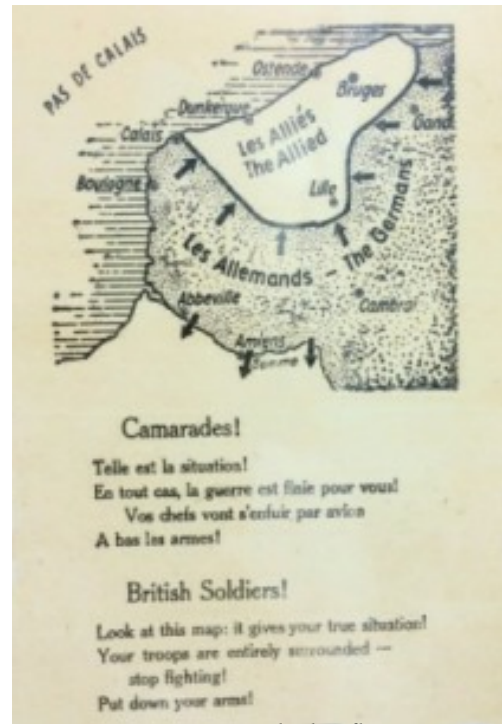 PAS DE CALAIS
Ostende
Bruges
Dunkerque
Gand
Calais
Les Alliés
The Allied
Boulogne
Lille
Les Allemands – The Germans
Abbeville
Cambrai
Amiens
Somme
Camarades!
Telle est la situation!
En tout cas, la guerre est finie pour vous!
Vos chefs vont s'enfuir par avion
A bas les armes!
British Soldiers!
Look at this map: it gives your true situation!
Your troops are entirely surrounded —
stop fighting!
Put down your arms!